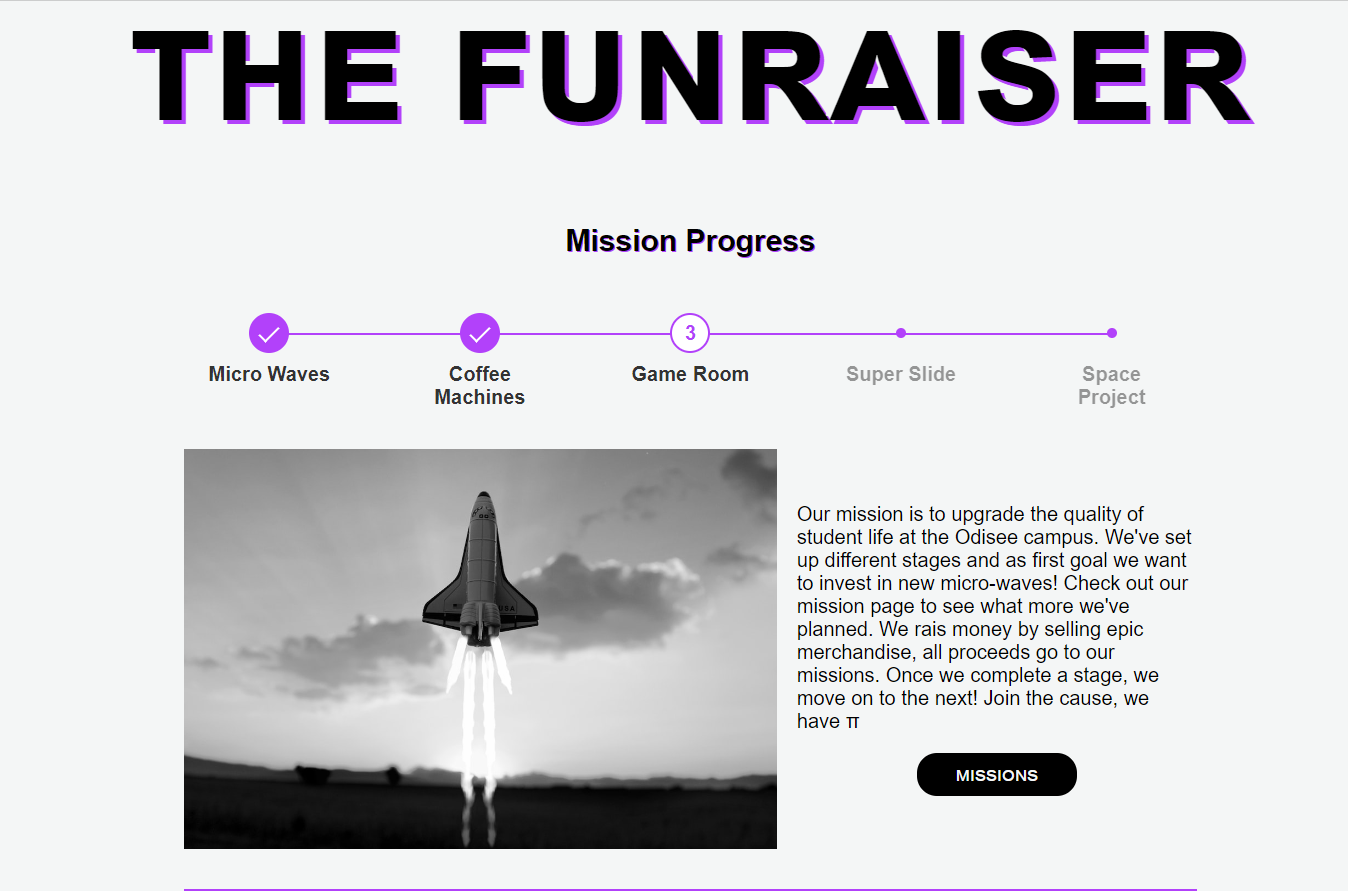 THE FUNRAISER
Mission Progress
3
Micro Waves
Coffee
Machines
Game Room
Super Slide
Space
Project
USA
Our mission is to upgrade the quality of
student life at the Odisee campus. We've set
up different stages and as first goal we want
to invest in new micro-waves! Check out our
mission page to see what more we've
planned. We rais money by selling epic
merchandise, all proceeds go to our
missions. Once we complete a stage, we
move on to the next! Join the cause, we
have π
MISSIONS